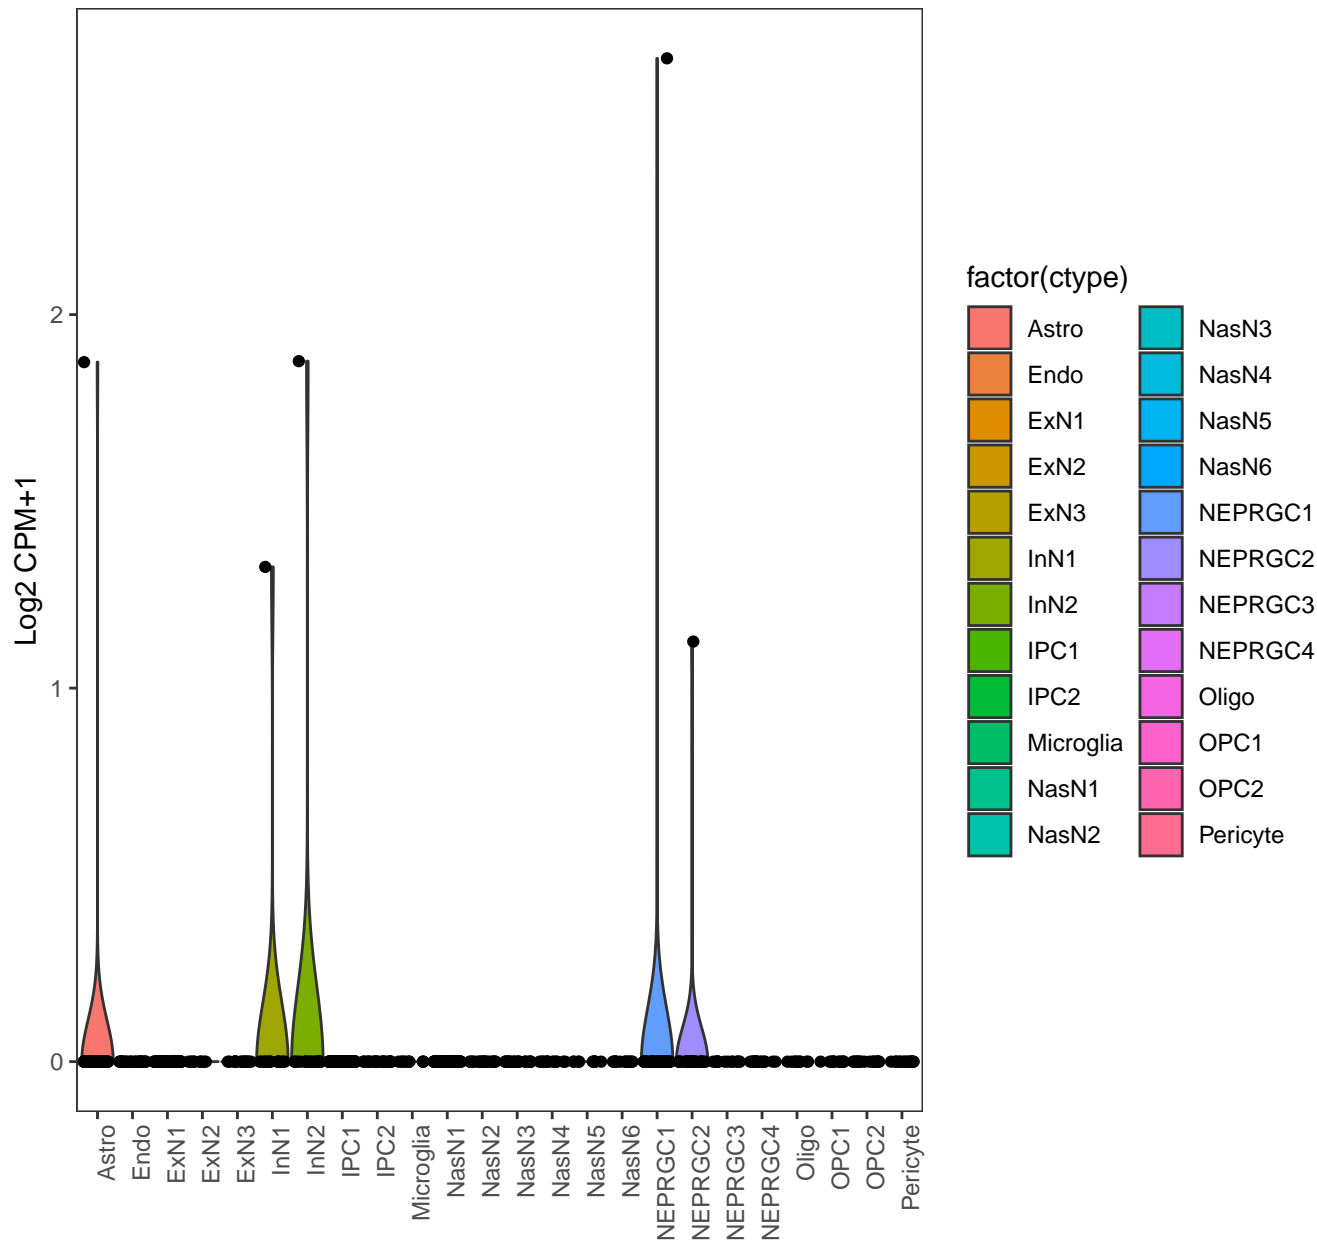 Log2 CPM+1
2
1
0
Astro
Endo
ExN1
ExN2
ExN3
InN1
InN2
IPC1
IPC2
Microglia
NasN1
NasN2
NasN3
NasN4
NasN5
NasN6
NEPRGC1
NEPRGC2
NEPRGC3
NEPRGC4
Oligo
OPC1
OPC2
Pericyte
factor(ctype)
Astro
Endo
ExN1
ExN2
ExN3
InN1
InN2
IPC1
IPC2
Microglia
NasN1
NasN2
NasN3
NasN4
NasN5
NasN6
NEPRGC1
NEPRGC2
NEPRGC3
NEPRGC4
Oligo
OPC1
OPC2
Pericyte